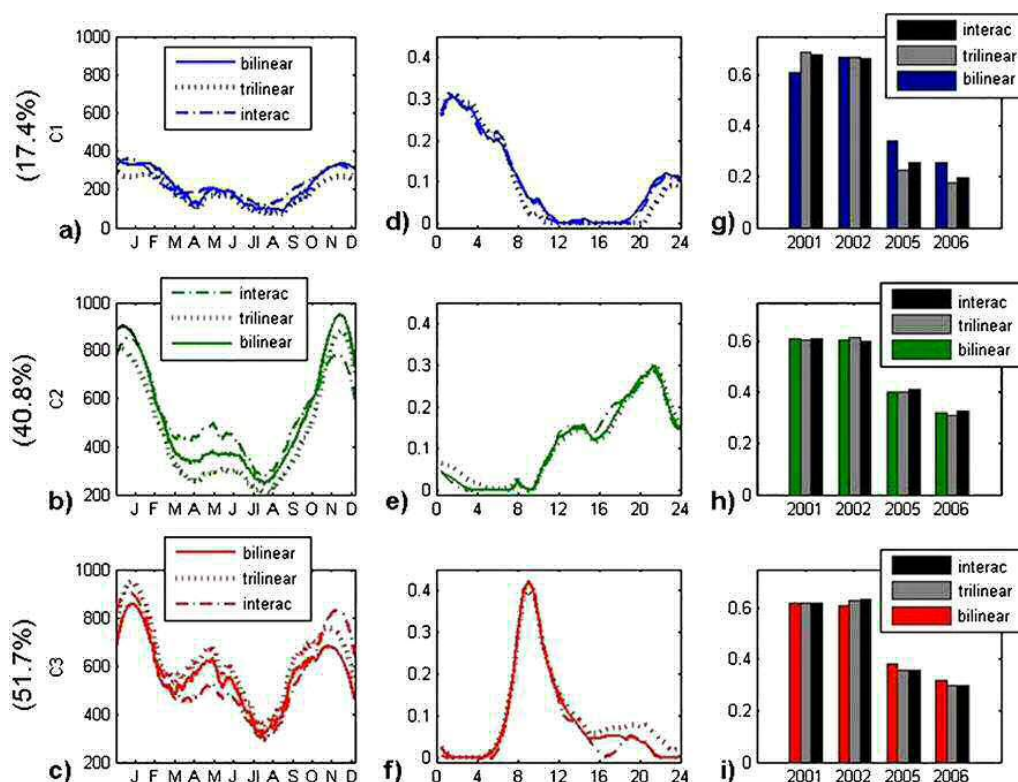 (17.4%)
C1
1000
800
600
400
200
0
bilinear
trilinear
interac
J F M A M J Jl A S O N D
a)
0.4
0.3
0.2
0.1
0
0 4 8 12 16 20 24
d)
0.6
0.4
0.2
0
interac
trilinear
bilinear
2001 2002 2005 2006
g)
(40.8%)
C2
1000
800
600
400
200
interac
trilinear
bilinear
J F M A M J Jl A S O N D
b)
0.4
0.3
0.2
0.1
0
0 4 8 12 16 20 24
e)
0.6
0.4
0.2
0
interac
trilinear
bilinear
2001 2002 2005 2006
h)
(51.7%)
C3
1000
800
600
400
200
bilinear
trilinear
interac
J F M A M J Jl A S O N D
c)
0.4
0.3
0.2
0.1
0
0 4 8 12 16 20 24
f)
0.6
0.4
0.2
0
interac
trilinear
bilinear
2001 2002 2005 2006
i)